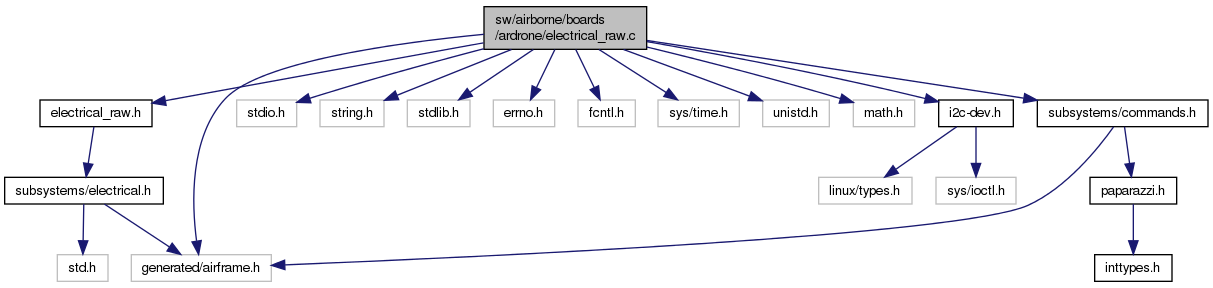 sw/airborne/boards
/ardrone/electrical_raw.c
electrical_raw.h
stdio.h
string.h
stdlib.h
errno.h
fcntl.h
sys/time.h
unistd.h
math.h
i2c-dev.h
subsystems/commands.h
subsystems/electrical.h
linux/types.h
sys/ioctl.h
paparazzi.h
std.h
generated/airframe.h
inttypes.h